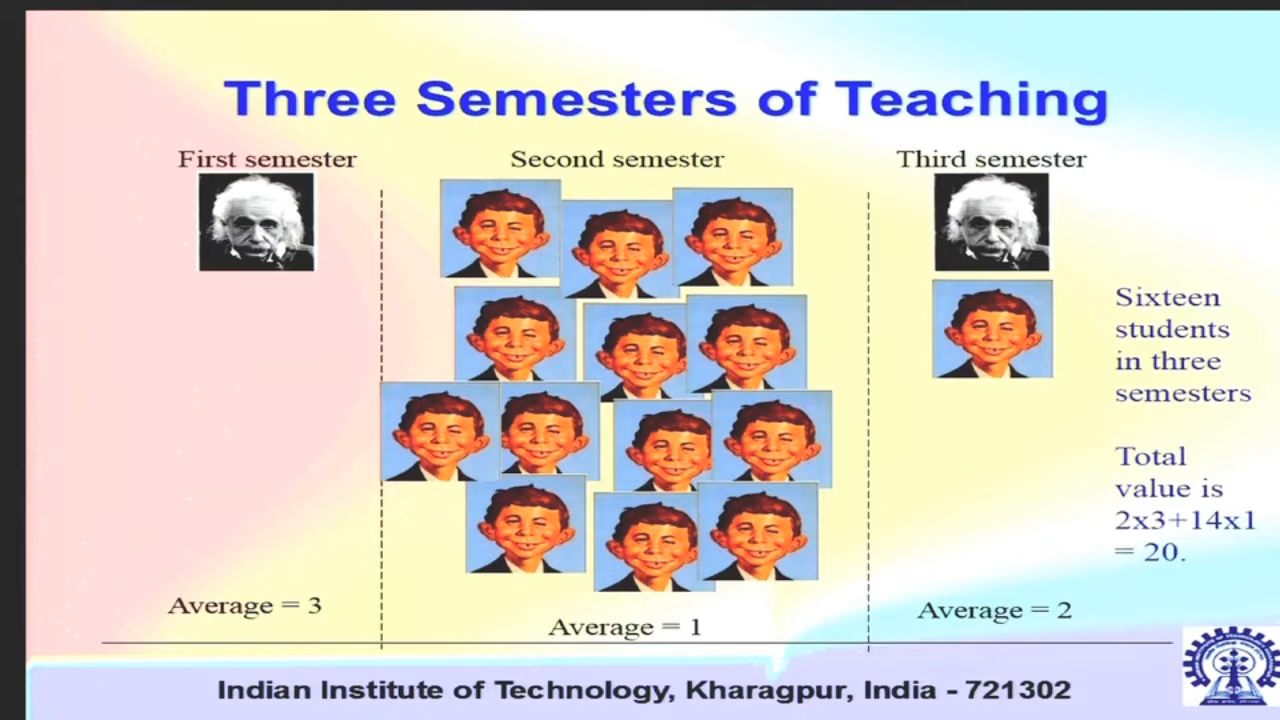 Three Semesters of Teaching
First semester
Second semester
Third semester
Sixteen
students
in three
semesters
Total
value is
2x3+14x1
= 20.
Average = 3
Average = 1
Average = 2
Indian Institute of Technology, Kharagpur, India - 721302